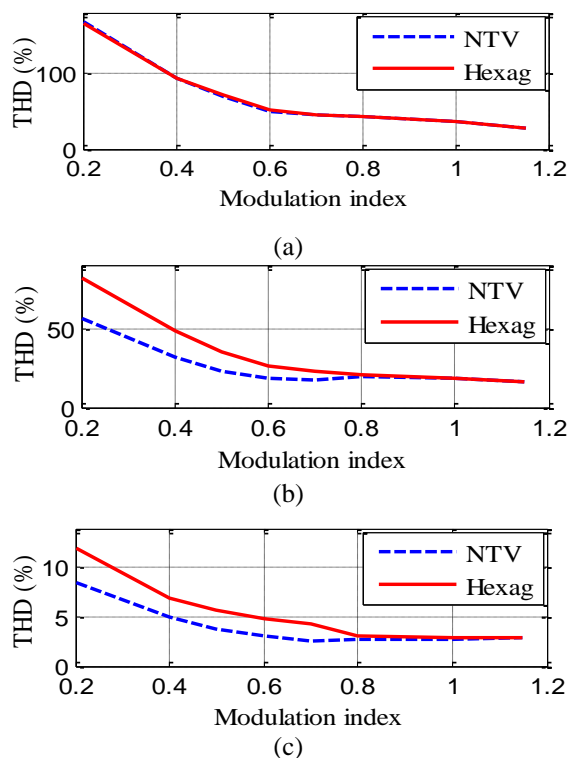 THD (%)
100
0
NTV
Hexag
0.2 0.4 0.6 0.8 1 1.2
Modulation index
(a)
THD (%)
50
0
NTV
Hexag
0.2 0.4 0.6 0.8 1 1.2
Modulation index
(b)
THD (%)
10
5
0
NTV
Hexag
0.2 0.4 0.6 0.8 1 1.2
Modulation index
(c)